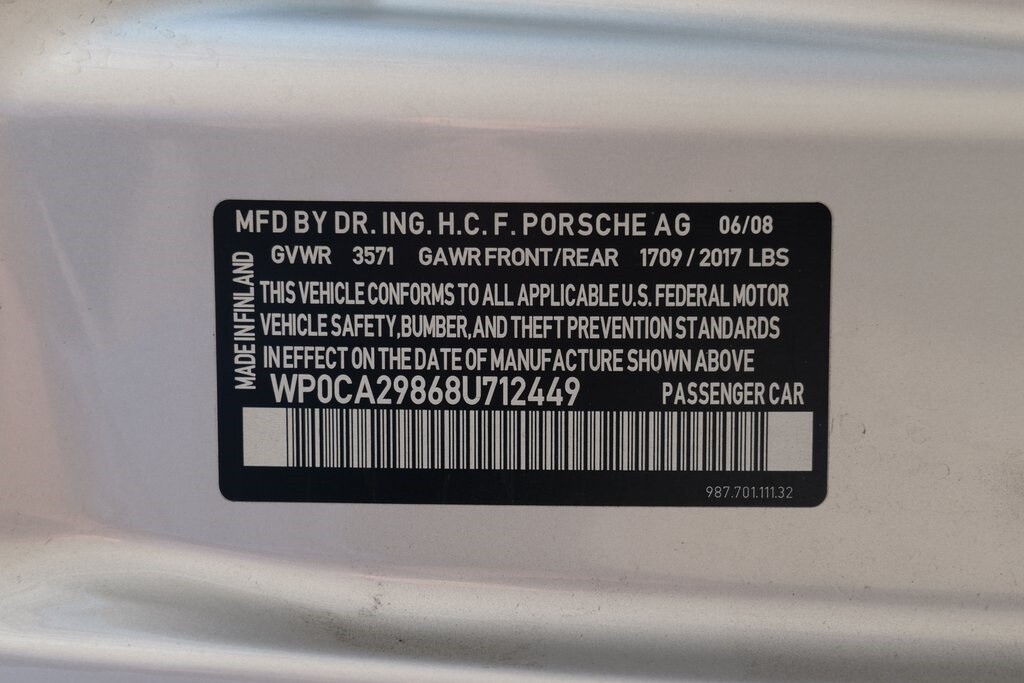 MFD BY DR. ING. H.C. F. PORSCHE AG 06/08
GVWR 3571 GAWR FRONT/REAR 1709 / 2017 LBS
MADE IN FINLAND
THIS VEHICLE CONFORMS TO ALL APPLICABLE U.S. FEDERAL MOTOR
VEHICLE SAFETY, BUMBER, AND THEFT PREVENTION STANDARDS
IN EFFECT ON THE DATE OF MANUFACTURE SHOWN ABOVE
WP0CA29868U712449 PASSENGER CAR
987.701.111.32